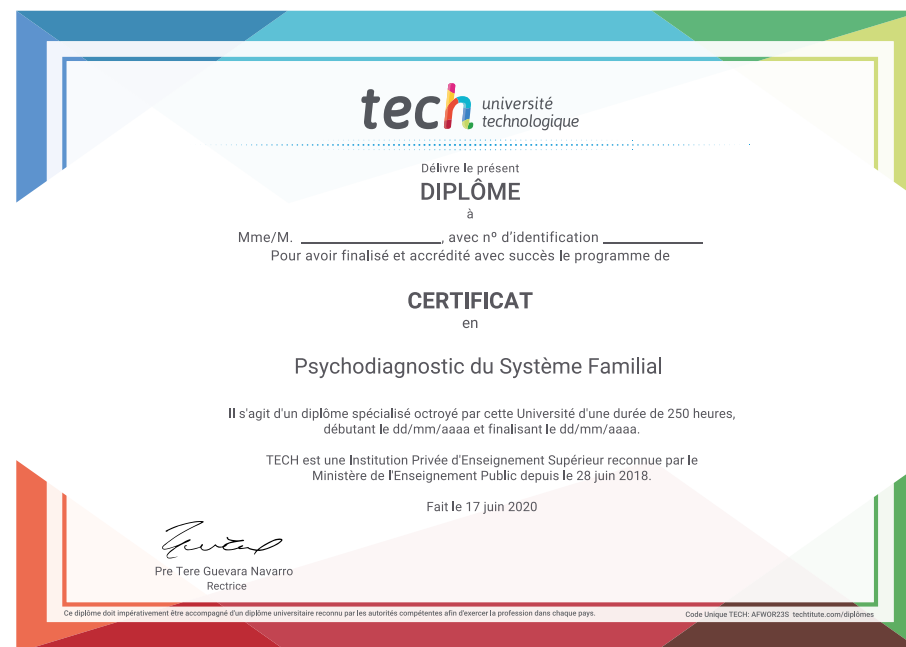 tech université
technologique
Délivre le présent
DIPLÔME
à
Mme/M. ____________________, avec nº d'identification ______________
Pour avoir finalisé et accrédité avec succès le programme de
CERTIFICAT
en
Psychodiagnostic du Système Familial
Il s'agit d'un diplôme spécialisé octroyé par cette Université d'une durée de 250 heures,
débutant le dd/mm/aaaa et finalisant le dd/mm/aaaa.
TECH est une Institution Privée d'Enseignement Supérieur reconnue par le
Ministère de l'Enseignement Public depuis le 28 juin 2018.
Fait le 17 juin 2020
Pre Tere Guevara Navarro
Rectrice
Ce diplôme doit impérativement être accompagné d'un diplôme universitaire reconnu par les autorités compétentes afin d'exercer la profession dans chaque pays.
Code Unique TECH: AFWOR23S techtitute.com/diplômes